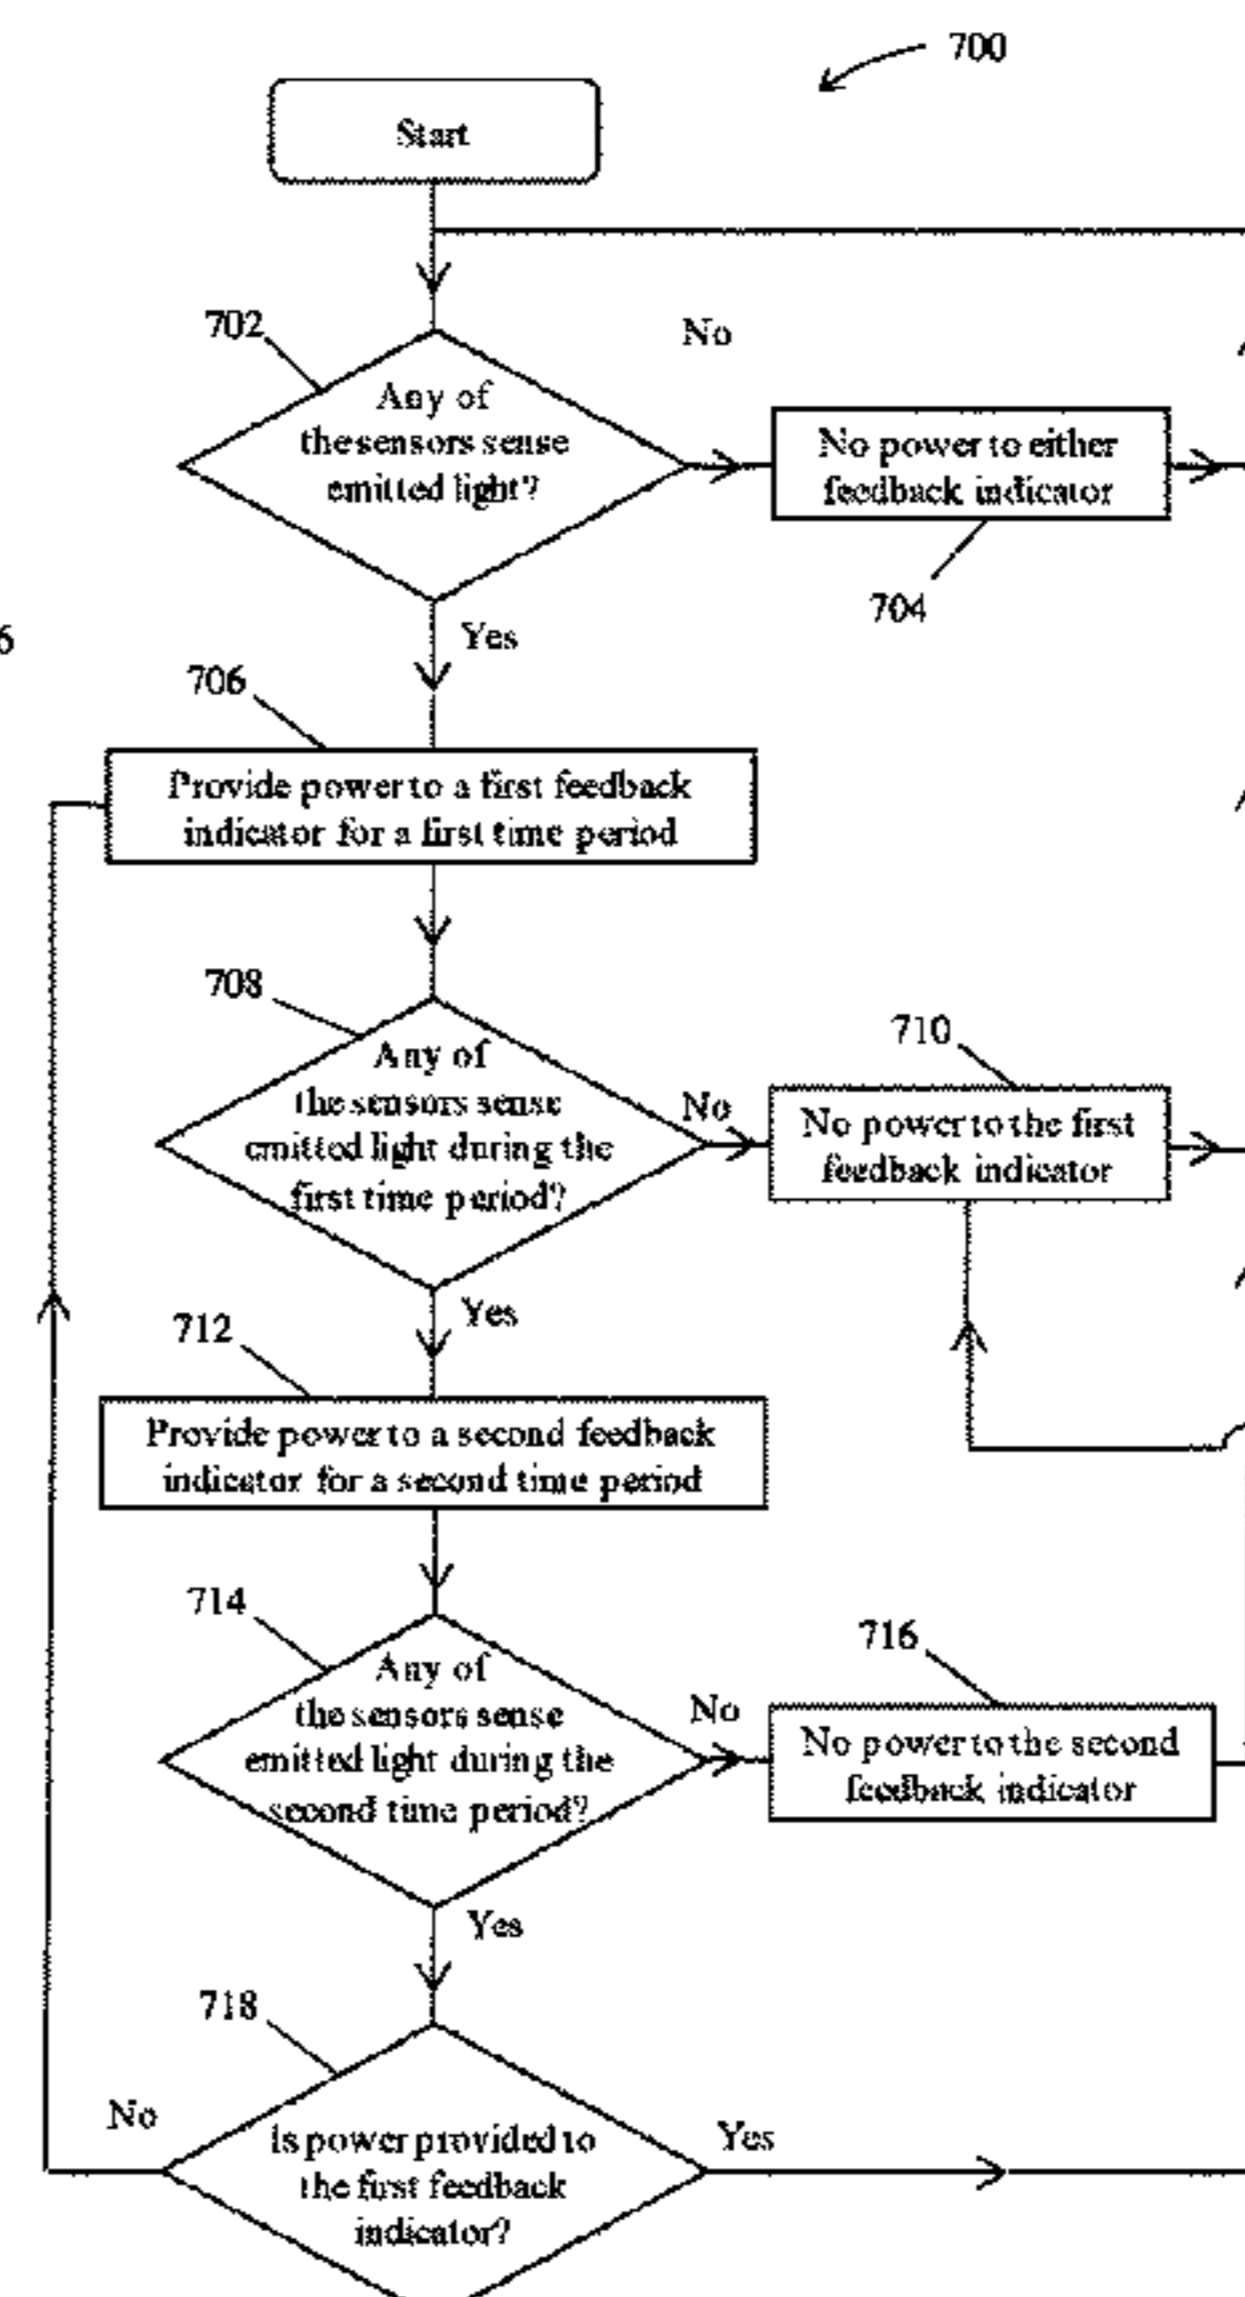 700
Start
702
No
Any of
the sensors sense
emitted light?
No power to either
feedback indicator
704
6
Yes
706
Provide power to a first feedback
indicator for a first time period
708
Any of
the sensors sense
emitted light during the
first time period?
No
710
No power to the first
feedback indicator
Yes
712
Provide power to a second feedback
indicator for a second time period
714
Any of
the sensors sense
emitted light during the
second time period?
No
716
No power to the second
feedback indicator
Yes
718
No
Is power provided to
the first feedback
indicator?
Yes